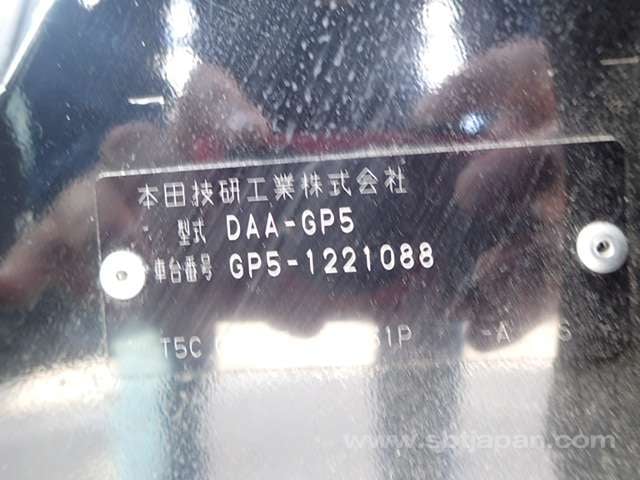 本田技研工業株式会社
型式 DAA-GP5
車台番号 GP5-1221088
T5C
www.sbtjapan.com